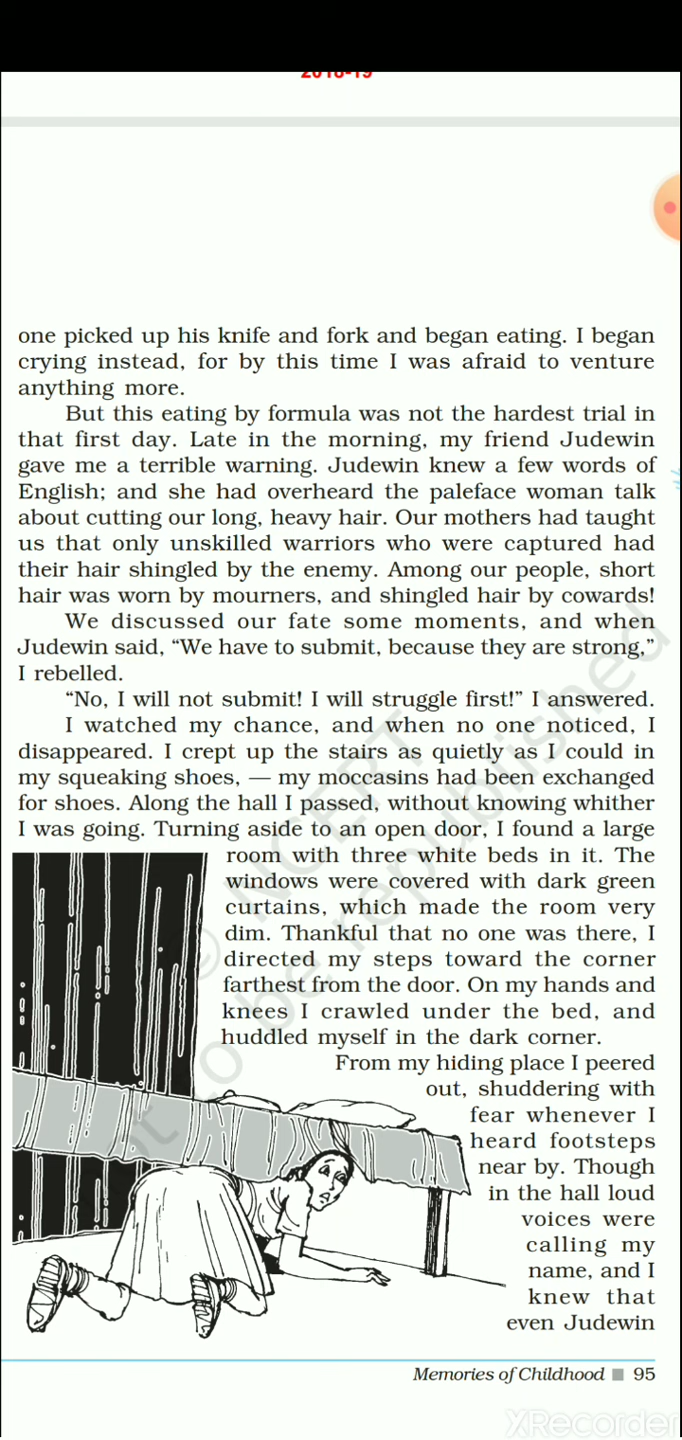 2018-19
one picked up his knife and fork and began eating. I began
crying instead, for by this time I was afraid to venture
anything more.
But this eating by formula was not the hardest trial in
that first day. Late in the morning, my friend Judewin
gave me a terrible warning. Judewin knew a few words of
English; and she had overheard the paleface woman talk
about cutting our long, heavy hair. Our mothers had taught
us that only unskilled warriors who were captured had
their hair shingled by the enemy. Among our people, short
hair was worn by mourners, and shingled hair by cowards!
We discussed our fate some moments, and when
Judewin said, “We have to submit, because they are strong,”
I rebelled.
“No, I will not submit! I will struggle first!” I answered.
I watched my chance, and when no one noticed, I
disappeared. I crept up the stairs as quietly as I could in
my squeaking shoes, — my moccasins had been exchanged
for shoes. Along the hall I passed, without knowing whither
I was going. Turning aside to an open door, I found a large
room with three white beds in it. The
windows were covered with dark green
curtains, which made the room very
dim. Thankful that no one was there, I
directed my steps toward the corner
farthest from the door. On my hands and
knees I crawled under the bed, and
huddled myself in the dark corner.
From my hiding place I peered
out, shuddering with
fear whenever I
heard footsteps
near by. Though
in the hall loud
voices were
calling my
name, and I
knew that
even Judewin
© NCERT
not to be republished
Memories of Childhood 95
XRecorder